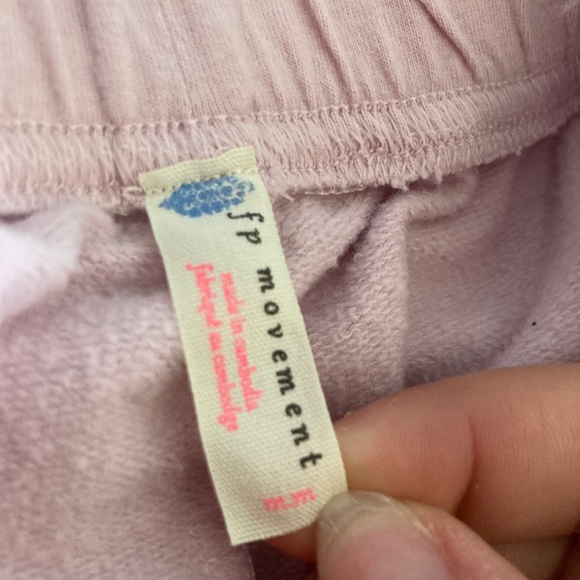 fp movement
made in cambodia
fabriqué au cambodge
m.m